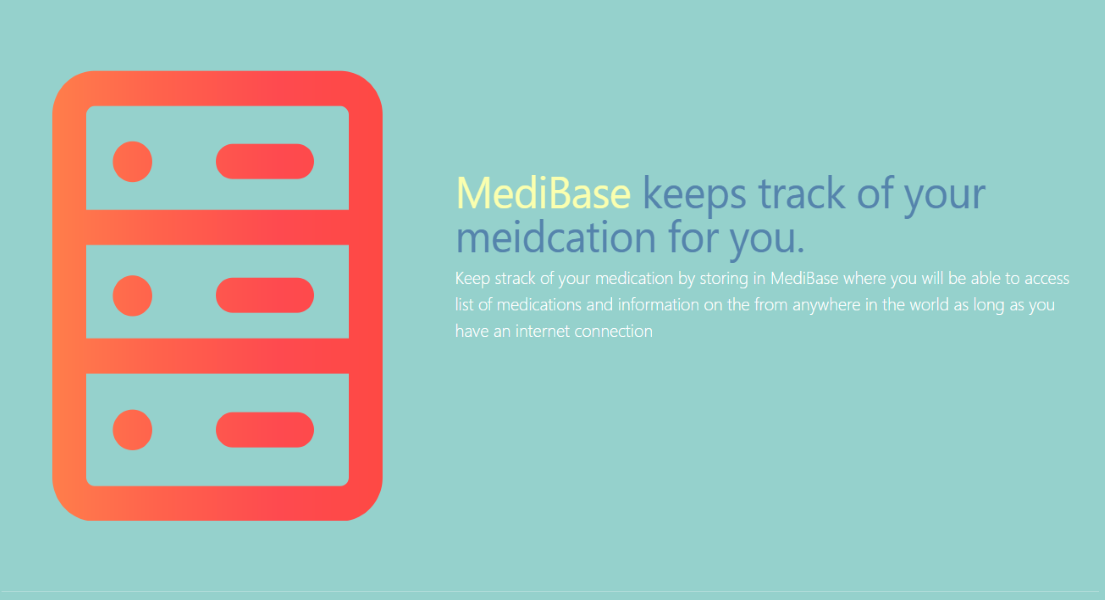 MediBase keeps track of your
meidcation for you.
Keep strack of your medication by storing in MediBase where you will be able to access
list of medications and information on the from anywhere in the world as long as you
have an internet connection